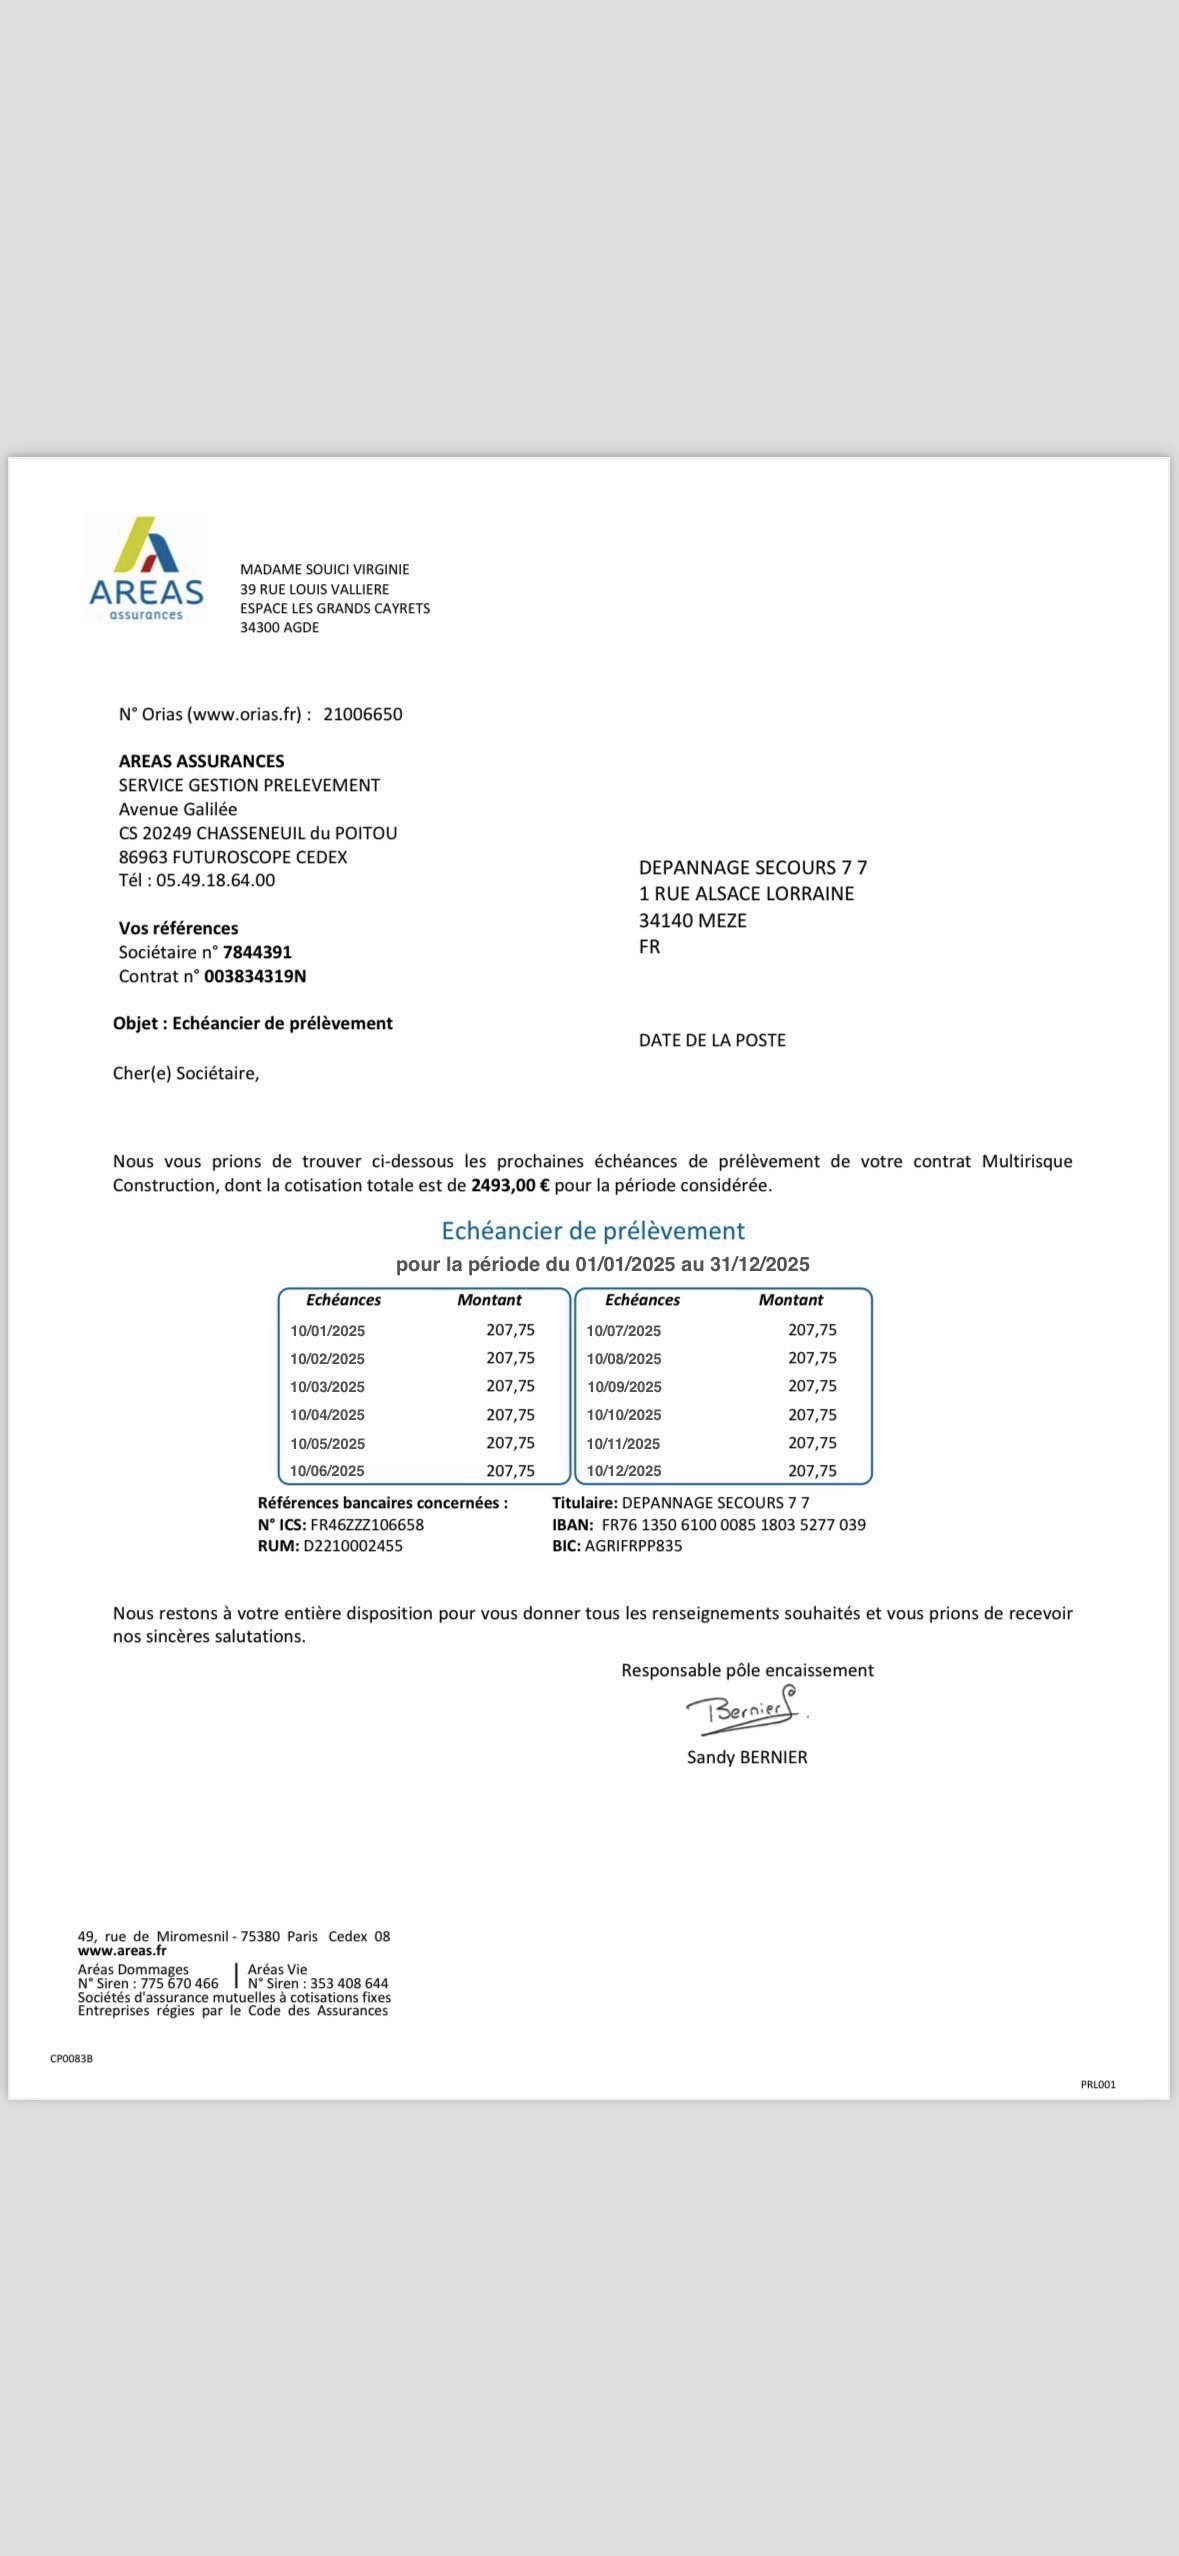 AREAS
assurances
MADAME SOUICI VIRGINIE
39 RUE LOUIS VALLIERE
ESPACE LES GRANDS CAYRETS
34300 AGDE
N° Orias (www.orias.fr) : 21006650
AREAS ASSURANCES
SERVICE GESTION PRELEVEMENT
Avenue Galilée
CS 20249 CHASSENEUIL du POITOU
86963 FUTUROSCOPE CEDEX
Tél : 05.49.18.64.00
DEPANNAGE SECOURS 7 7
1 RUE ALSACE LORRAINE
34140 MEZE
FR
Vos références
Sociétaire n° 7844391
Contrat n° 003834319N
Objet : Echéancier de prélèvement
DATE DE LA POSTE
Cher(e) Sociétaire,
Nous vous prions de trouver ci-dessous les prochaines échéances de prélèvement de votre contrat Multirisque
Construction, dont la cotisation totale est de 2493,00 € pour la période considérée.
Echéancier de prélèvement
pour la période du 01/01/2025 au 31/12/2025
Echéances Montant Echéances Montant
10/01/2025 207,75 10/07/2025 207,75
10/02/2025 207,75 10/08/2025 207,75
10/03/2025 207,75 10/09/2025 207,75
10/04/2025 207,75 10/10/2025 207,75
10/05/2025 207,75 10/11/2025 207,75
10/06/2025 207,75 10/12/2025 207,75
Références bancaires concernées : Titulaire: DEPANNAGE SECOURS 7 7
N° ICS: FR46ZZZ106658 IBAN: FR76 1350 6100 0085 1803 5277 039
RUM: D2210002455 BIC: AGRIFRPP835
Nous restons à votre entière disposition pour vous donner tous les renseignements souhaités et vous prions de recevoir
nos sincères salutations.
Responsable pôle encaissement
Bernier S.
Sandy BERNIER
49, rue de Miromesnil - 75380 Paris Cedex 08
www.areas.fr
Aréas Dommages | Aréas Vie
N° Siren : 775 670 466 | N° Siren : 353 408 644
Sociétés d'assurance mutuelles à cotisations fixes
Entreprises régies par le Code des Assurances
CP0083B
PRL001